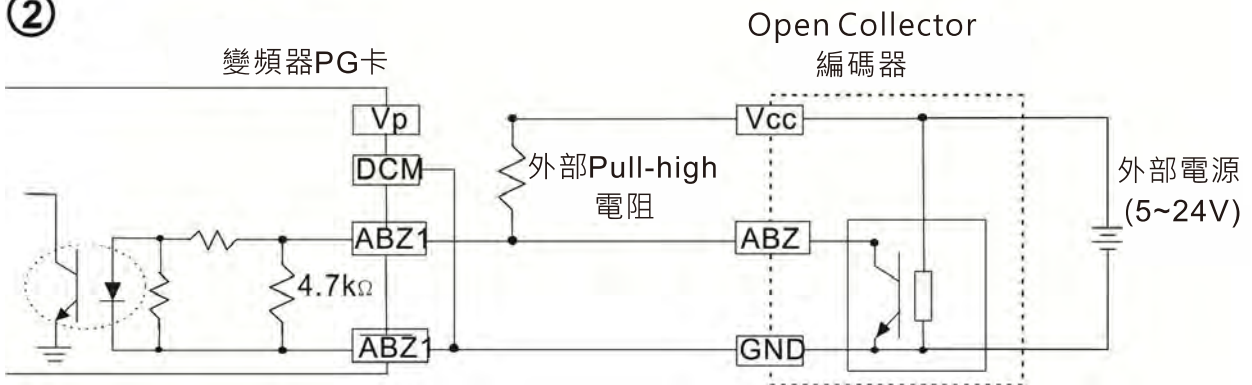 ②
Open Collector
編碼器
變頻器PG卡
Vp
Vcc
DCM
外部Pull-high
電阻
外部電源
(5~24V)
ABZ1
ABZ
4.7kΩ
A̅B̅Z̅1
GND